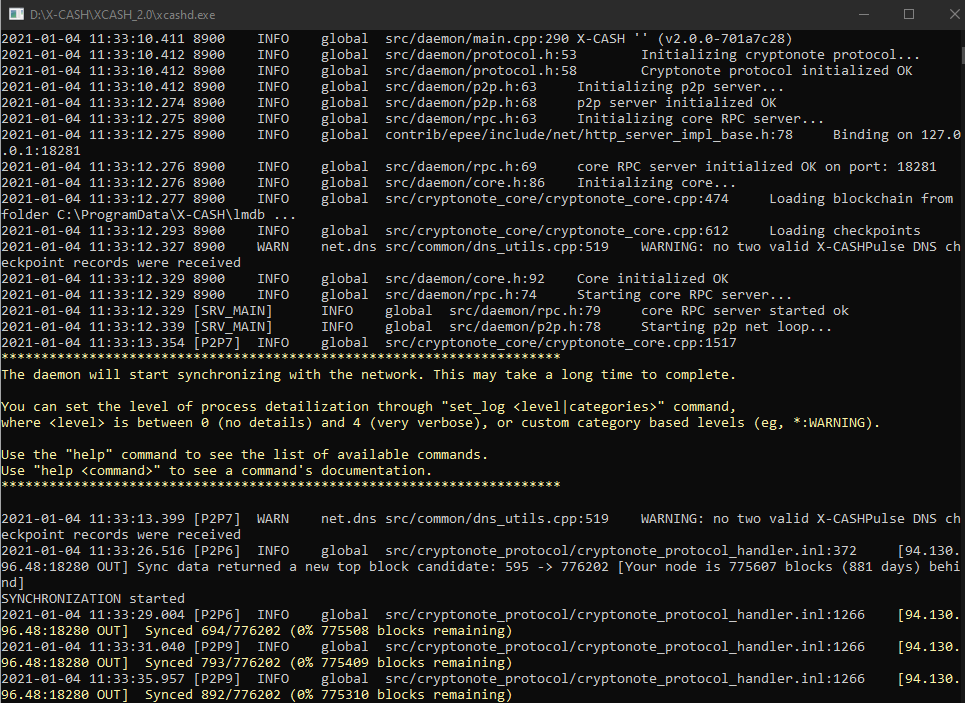 D:\X-CASH\XCASH_2.0\xcashd.exe
2021-01-04 11:33:10.411 8900    INFO    global  src/daemon/main.cpp:290 X-CASH '' (v2.0.0-701a7c28)
2021-01-04 11:33:10.412 8900    INFO    global  src/daemon/protocol.h:53        Initializing cryptonote protocol...
2021-01-04 11:33:10.412 8900    INFO    global  src/daemon/protocol.h:58        Cryptonote protocol initialized OK
2021-01-04 11:33:10.412 8900    INFO    global  src/daemon/p2p.h:63     Initializing p2p server...
2021-01-04 11:33:12.274 8900    INFO    global  src/daemon/p2p.h:68     p2p server initialized OK
2021-01-04 11:33:12.275 8900    INFO    global  src/daemon/rpc.h:63     Initializing core RPC server...
2021-01-04 11:33:12.275 8900    INFO    global  contrib/epee/include/net/http_server_impl_base.h:78     Binding on 127.0
.0.1:18281
2021-01-04 11:33:12.276 8900    INFO    global  src/daemon/rpc.h:69     core RPC server initialized OK on port: 18281
2021-01-04 11:33:12.276 8900    INFO    global  src/daemon/core.h:86    Initializing core...
2021-01-04 11:33:12.277 8900    INFO    global  src/cryptonote_core/cryptonote_core.cpp:474     Loading blockchain from
folder C:\ProgramData\X-CASH\lmdb ...
2021-01-04 11:33:12.293 8900    INFO    global  src/cryptonote_core/cryptonote_core.cpp:612     Loading checkpoints
2021-01-04 11:33:12.327 8900    WARN    net.dns src/common/dns_utils.cpp:519    WARNING: no two valid X-CASHPulse DNS ch
eckpoint records were received
2021-01-04 11:33:12.329 8900    INFO    global  src/daemon/core.h:92    Core initialized OK
2021-01-04 11:33:12.329 8900    INFO    global  src/daemon/rpc.h:74     Starting core RPC server...
2021-01-04 11:33:12.329 [SRV_MAIN]      INFO    global  src/daemon/rpc.h:79     core RPC server started ok
2021-01-04 11:33:12.339 [SRV_MAIN]      INFO    global  src/daemon/p2p.h:78     Starting p2p net loop...
2021-01-04 11:33:13.354 [P2P7]  INFO    global  src/cryptonote_core/cryptonote_core.cpp:1517
**********************************************************************
The daemon will start synchronizing with the network. This may take a long time to complete.
You can set the level of process detailization through "set_log <level|categories>" command,
where <level> is between 0 (no details) and 4 (very verbose), or custom category based levels (eg, *:WARNING).
Use the "help" command to see the list of available commands.
Use "help <command>" to see a command's documentation.
**********************************************************************
2021-01-04 11:33:13.399 [P2P7]  WARN    net.dns src/common/dns_utils.cpp:519    WARNING: no two valid X-CASHPulse DNS ch
eckpoint records were received
2021-01-04 11:33:26.516 [P2P6]  INFO    global  src/cryptonote_protocol/cryptonote_protocol_handler.inl:372     [94.130.
96.48:18280 OUT] Sync data returned a new top block candidate: 595 -> 776202 [Your node is 775607 blocks (881 days) behi
nd]
SYNCHRONIZATION started
2021-01-04 11:33:29.004 [P2P6]  INFO    global  src/cryptonote_protocol/cryptonote_protocol_handler.inl:1266    [94.130.
96.48:18280 OUT]  Synced 694/776202 (0% 775508 blocks remaining)
2021-01-04 11:33:31.040 [P2P9]  INFO    global  src/cryptonote_protocol/cryptonote_protocol_handler.inl:1266    [94.130.
96.48:18280 OUT]  Synced 793/776202 (0% 775409 blocks remaining)
2021-01-04 11:33:35.957 [P2P9]  INFO    global  src/cryptonote_protocol/cryptonote_protocol_handler.inl:1266    [94.130.
96.48:18280 OUT]  Synced 892/776202 (0% 775310 blocks remaining)